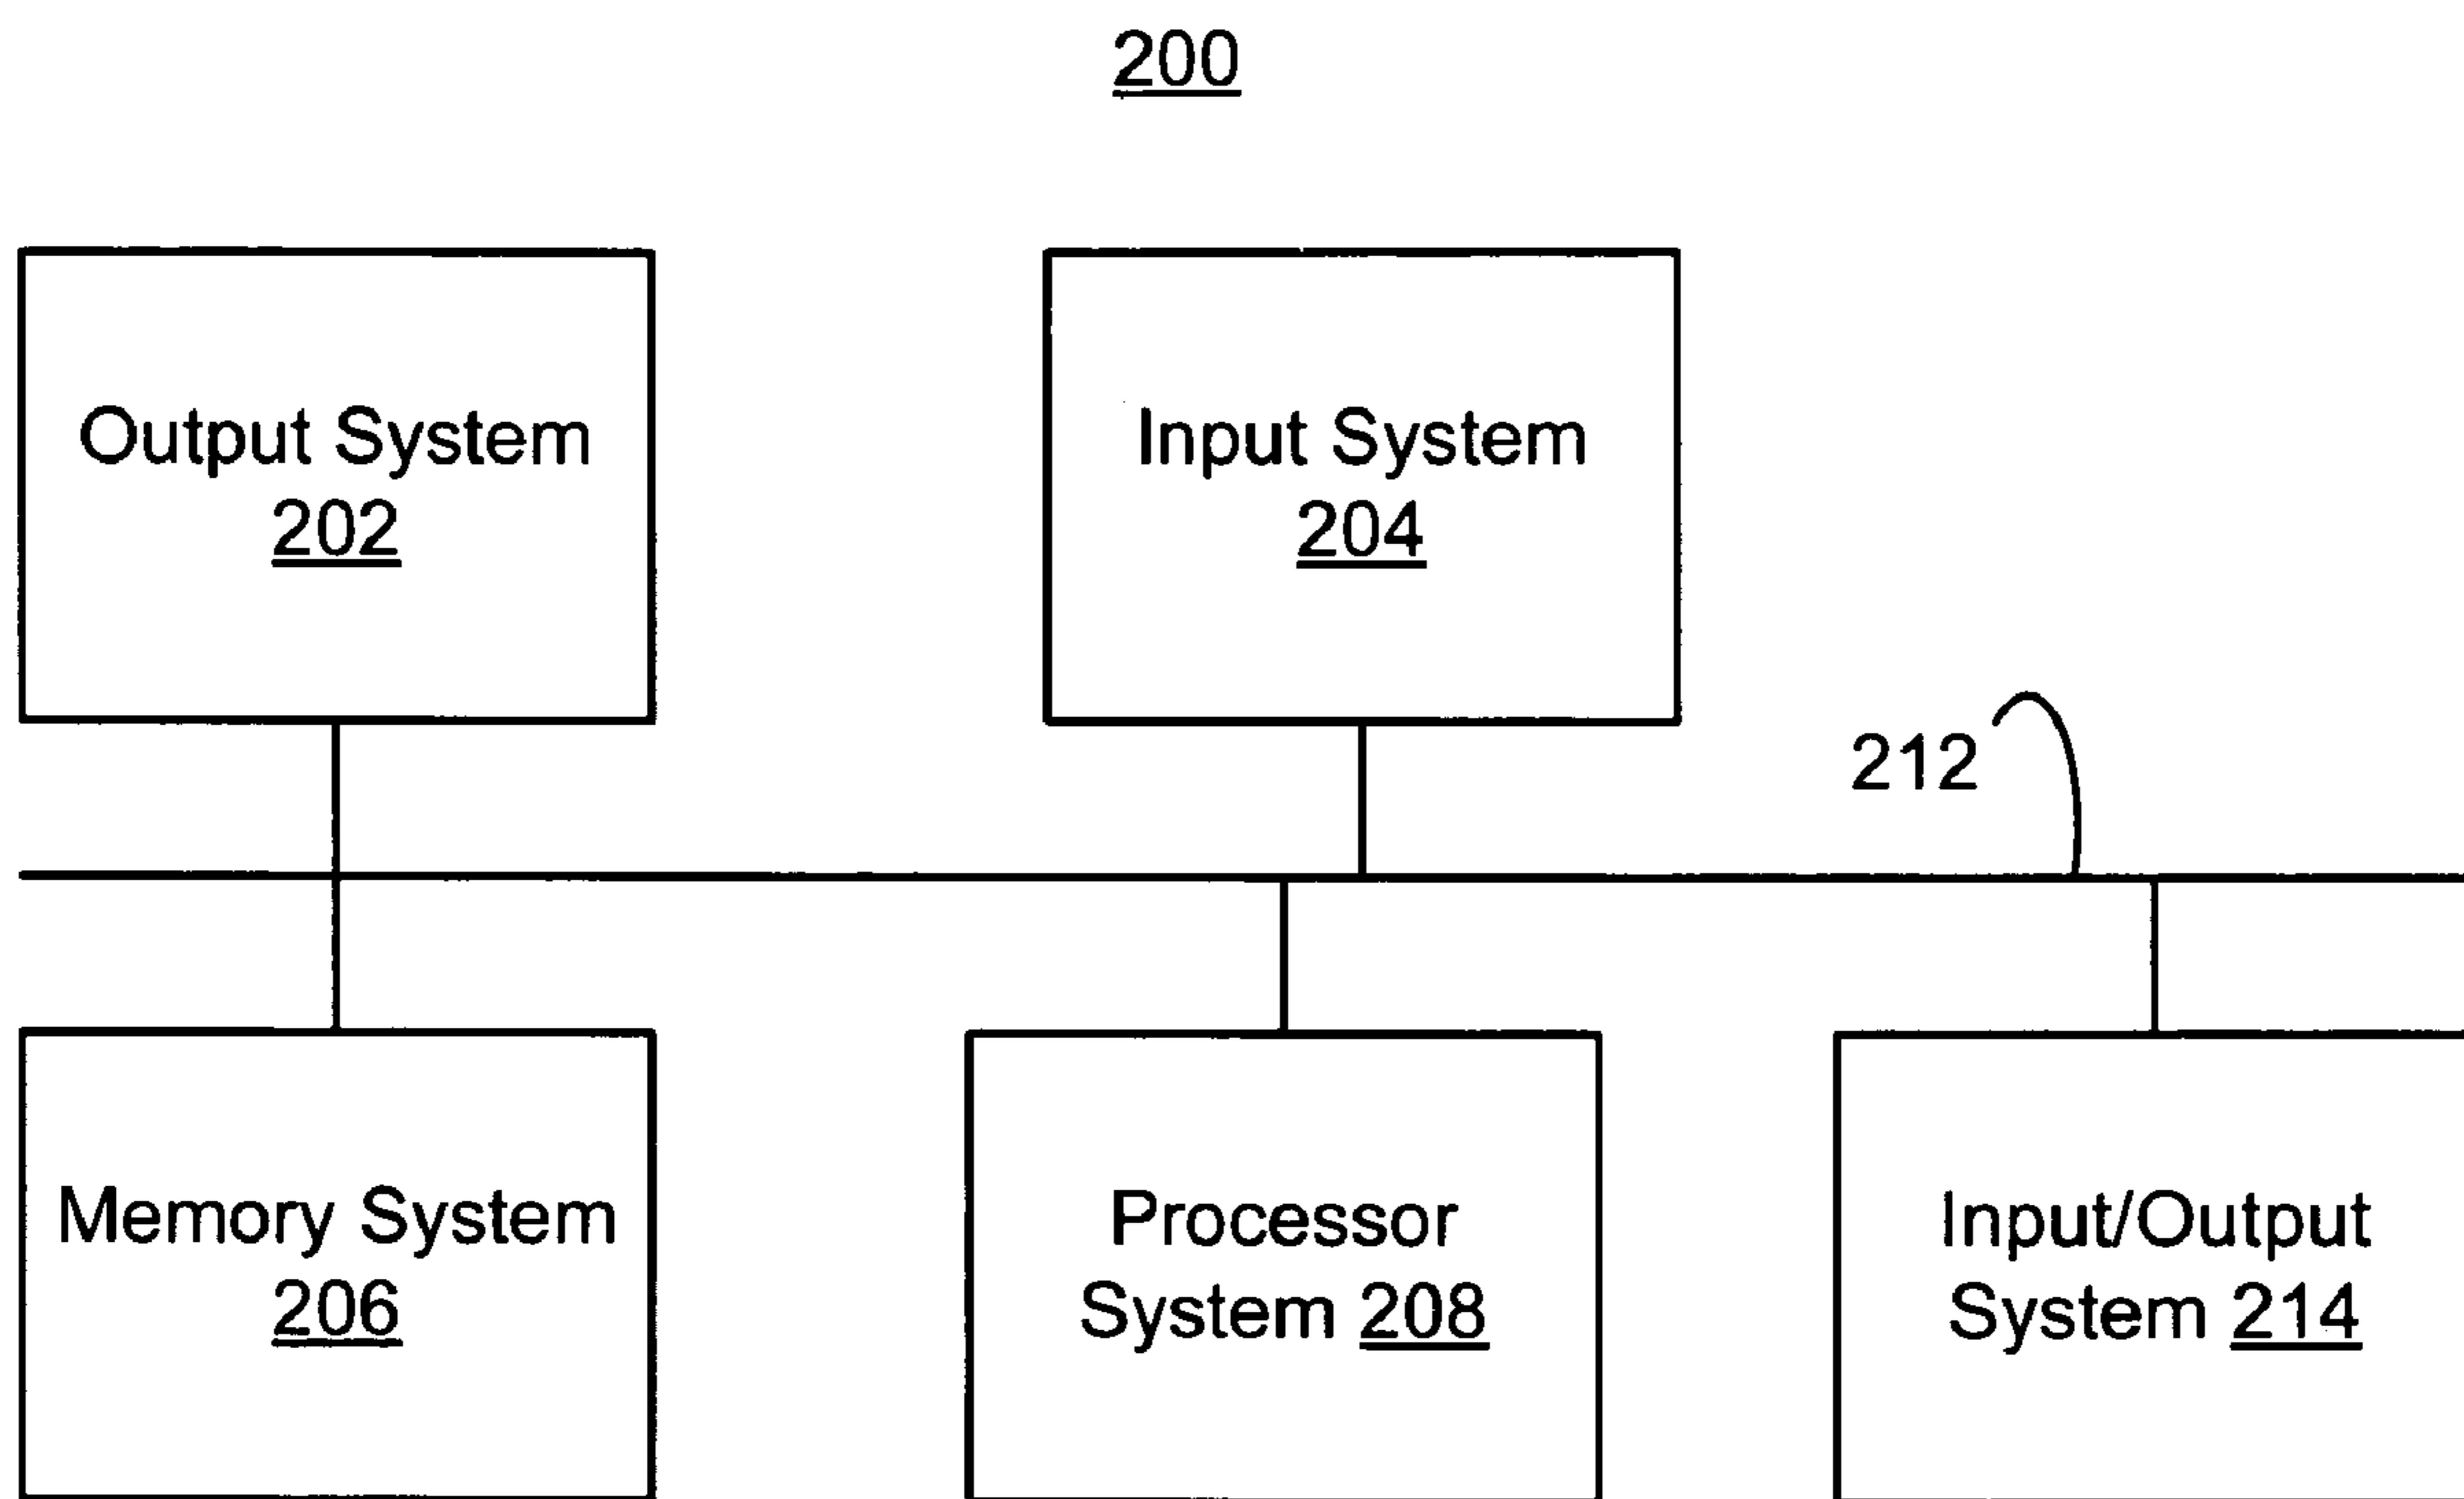 200
Output System
202
Input System
204
212
Memory System
206
Processor
System 208
Input/Output
System 214